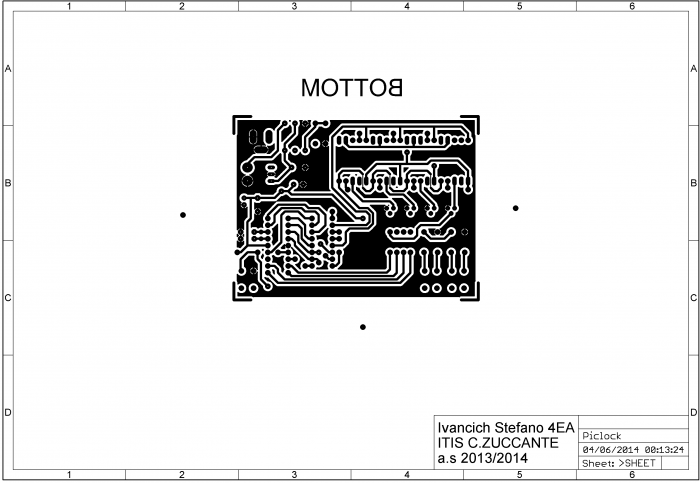 1 2 3 4 5 6
A A
BOTTOM
B B
C C
D D
Ivancich Stefano 4EA
ITIS C.ZUCCANTE
a.s 2013/2014
Piclock
04/06/2014 00:13:24
Sheet: >SHEET
1 2 3 4 5 6